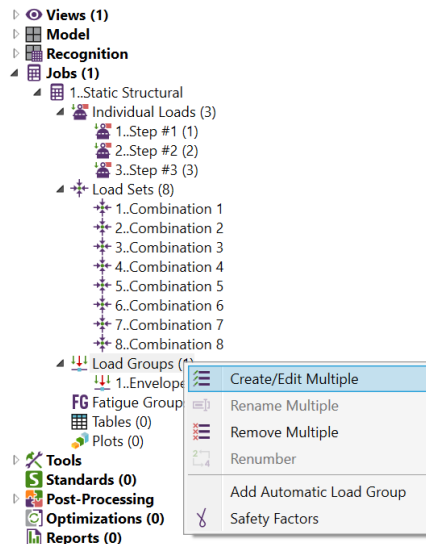 Views (1)
Model
Recognition
Jobs (1)
1..Static Structural
Individual Loads (3)
1..Step #1 (1)
2..Step #2 (2)
3..Step #3 (3)
Load Sets (8)
1..Combination 1
2..Combination 2
3..Combination 3
4..Combination 4
5..Combination 5
6..Combination 6
7..Combination 7
8..Combination 8
Load Groups (1)
1..Envelope
FG Fatigue Group
Tables (0)
Plots (0)
Tools
Standards (0)
Post-Processing
Optimizations (0)
Reports (0)
Create/Edit Multiple
Rename Multiple
Remove Multiple
Renumber
Add Automatic Load Group
Safety Factors